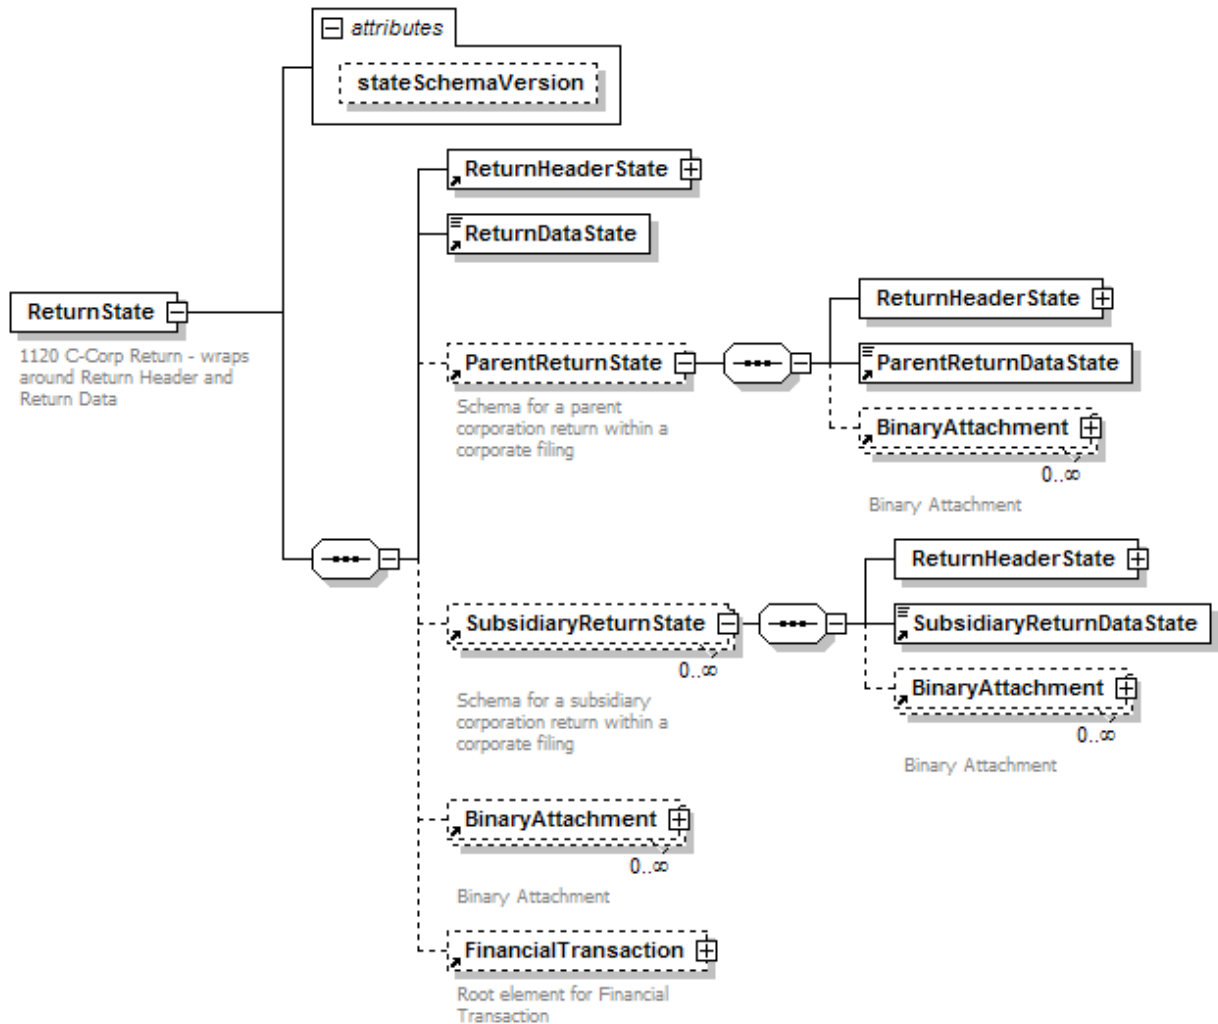 attributes
stateSchemaVersion
ReturnHeaderState
ReturnDataState
ReturnState
1120 C-Corp Return - wraps
around Return Header and
Return Data
ParentReturnState
Schema for a parent
corporation return within a
corporate filing
ReturnHeaderState
ParentReturnDataState
BinaryAttachment
0..∞
Binary Attachment
SubsidiaryReturnState
0..∞
Schema for a subsidiary
corporation return within a
corporate filing
ReturnHeaderState
SubsidiaryReturnDataState
BinaryAttachment
0..∞
Binary Attachment
BinaryAttachment
0..∞
Binary Attachment
FinancialTransaction
Root element for Financial
Transaction